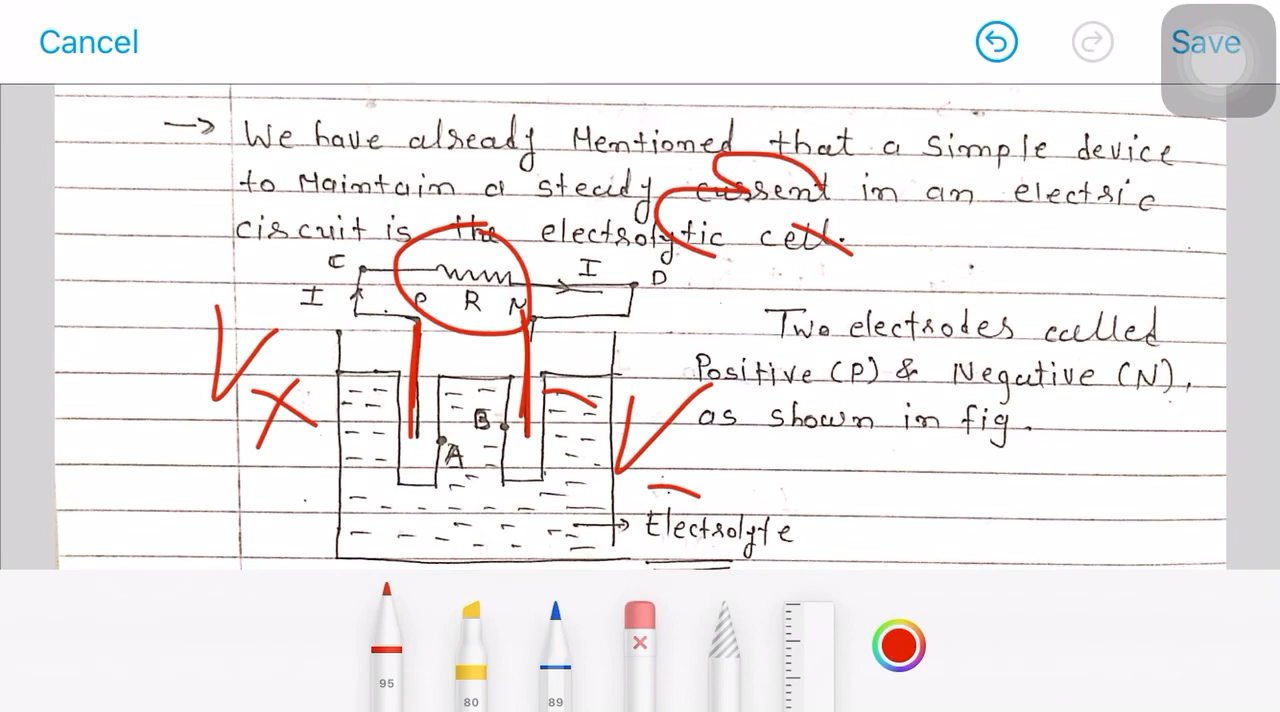 Cancel
Save
→ We have already Mentioned that a simple device
to Maintain a steady current in an electric
circuit is the electrolytic cell.
C I D
I P R N
Two electrodes called
Positive (P) & Negative (N),
as shown in fig.
B
A
Electrolyte
95 80 89